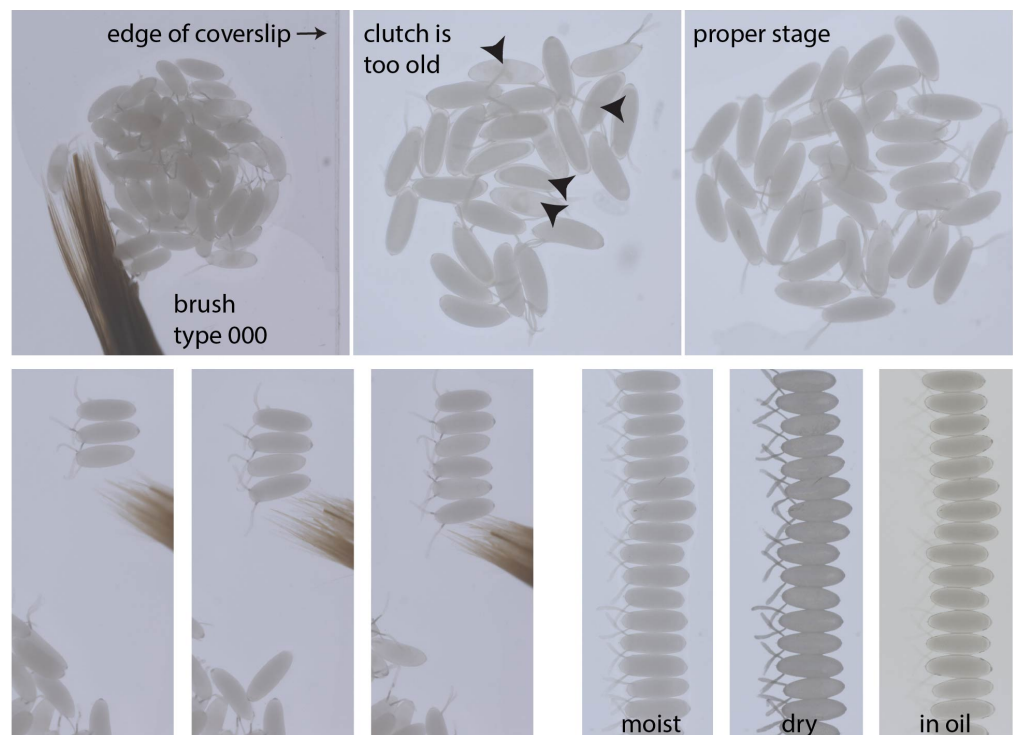 edge of coverslip →
clutch is
too old
proper stage
brush
type 000
moist
dry
in oil